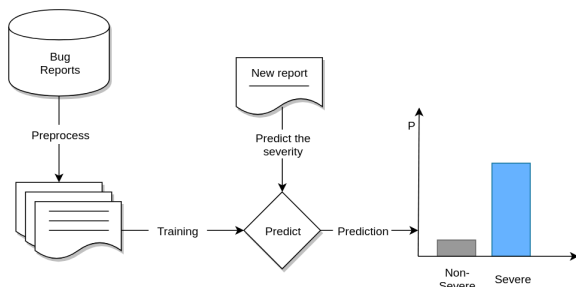 Bug
Reports
Preprocess
New report
Predict the
severity
Training
Predict
Prediction
P
Non-
Severe
Severe